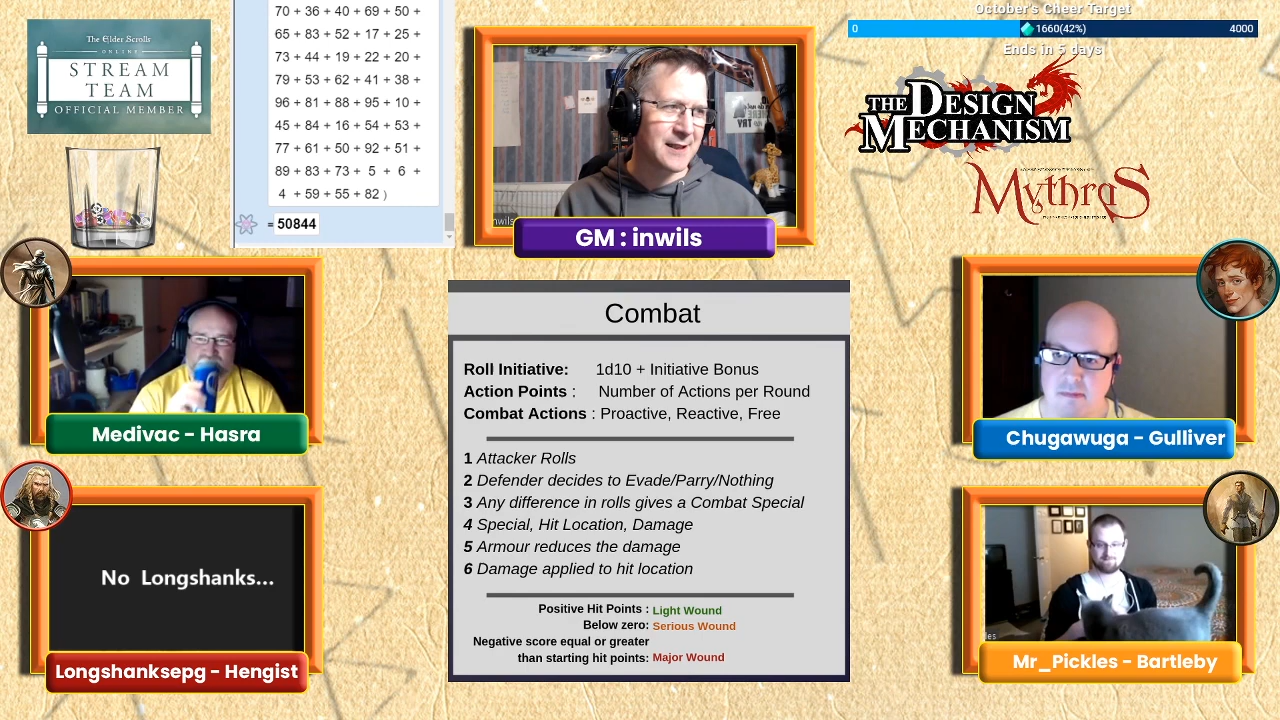 The Elder Scrolls
ONLINE
STREAM
TEAM
OFFICIAL MEMBER
70 + 36 + 40 + 69 + 50 +
65 + 83 + 52 + 17 + 25 +
73 + 44 + 19 + 22 + 20 +
79 + 53 + 62 + 41 + 38 +
96 + 81 + 88 + 95 + 10 +
45 + 84 + 16 + 54 + 53 +
77 + 61 + 50 + 92 + 51 +
89 + 83 + 73 + 5 + 6 +
4 + 59 + 55 + 82 )
= 50844
GM : inwils
October's Cheer Target
0 1660(42%) 4000
Ends in 5 days
THE DESIGN
MECHANISM
MYTHRAS
Medivac - Hasra
Chugawuga - Gulliver
No Longshanks...
Longshanksepg - Hengist
Mr_Pickles - Bartleby
Combat
Roll Initiative: 1d10 + Initiative Bonus
Action Points : Number of Actions per Round
Combat Actions : Proactive, Reactive, Free
1 Attacker Rolls
2 Defender decides to Evade/Parry/Nothing
3 Any difference in rolls gives a Combat Special
4 Special, Hit Location, Damage
5 Armour reduces the damage
6 Damage applied to hit location
Positive Hit Points : Light Wound
Below zero: Serious Wound
Negative score equal or greater
than starting hit points: Major Wound